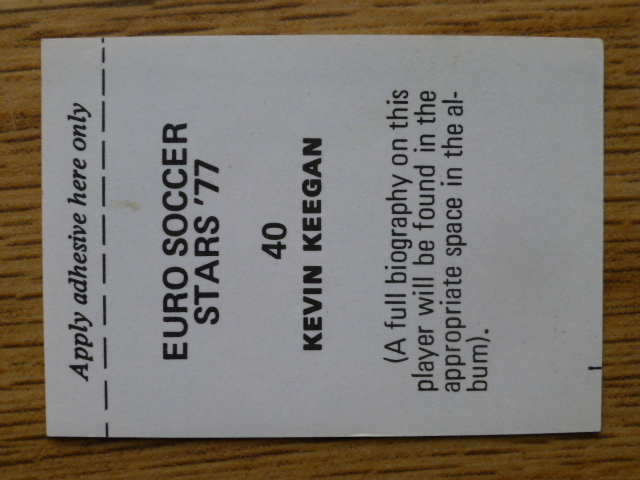 Apply adhesive here only
EURO SOCCER
STARS '77
40
KEVIN KEEGAN
(A full biography on this
player will be found in the
appropriate space in the al-
bum).